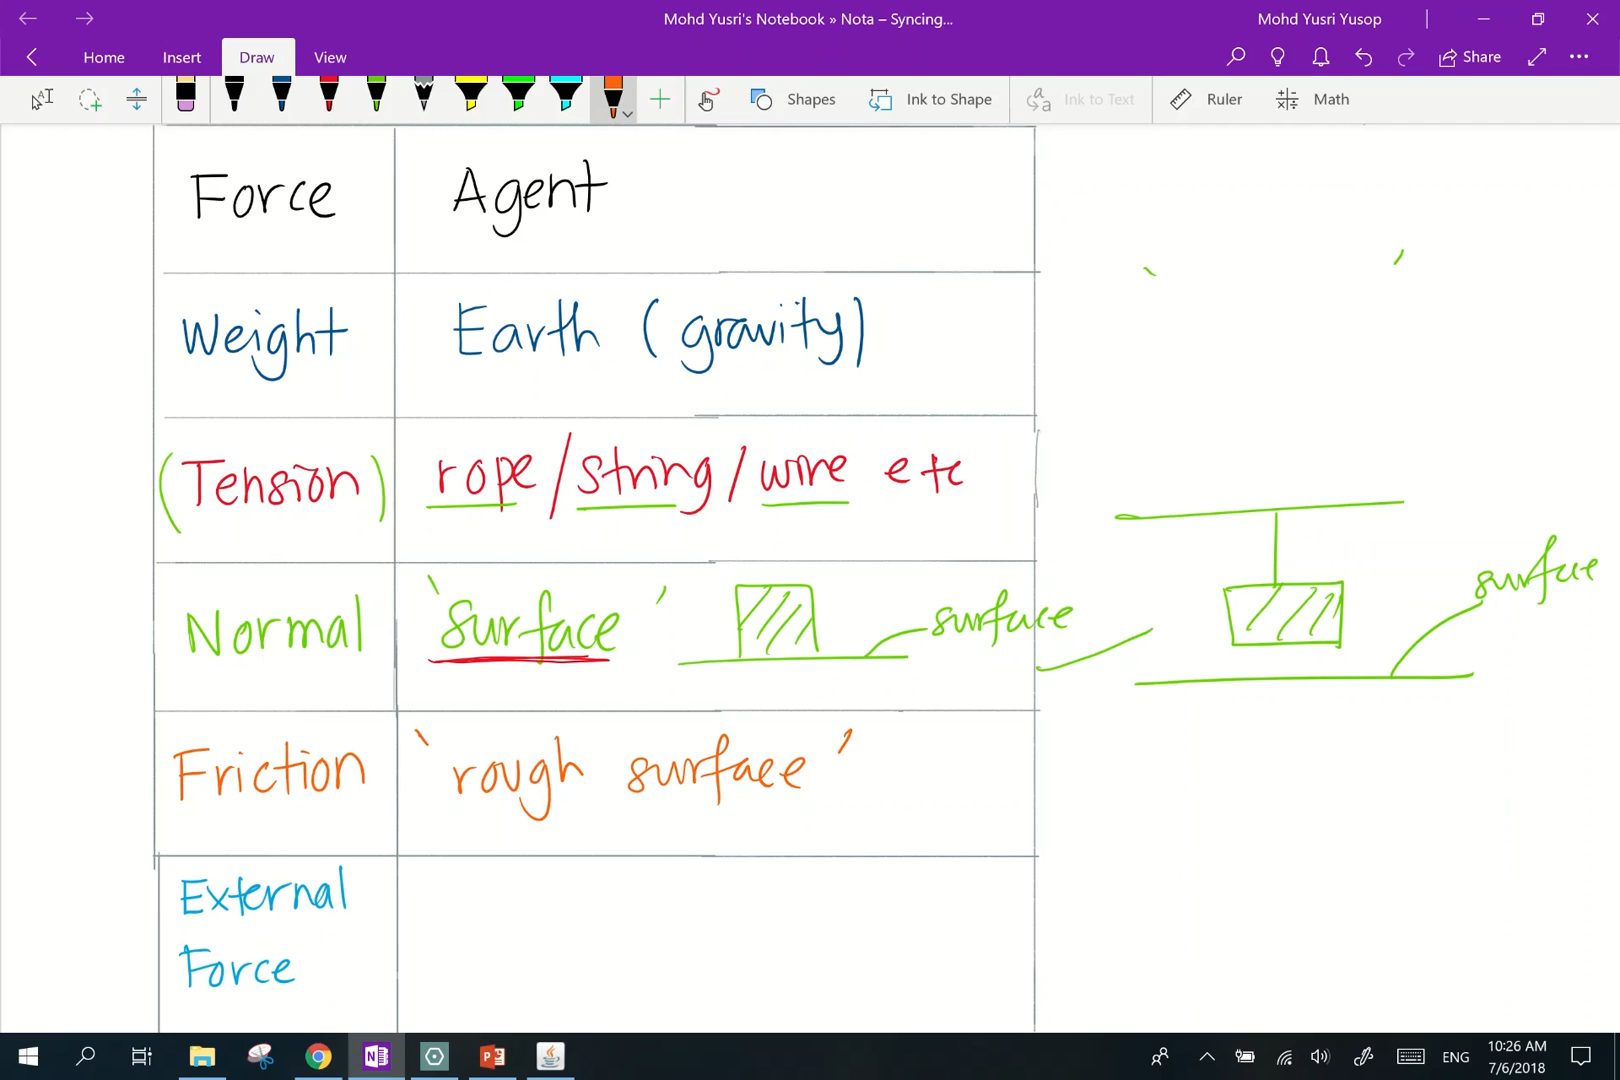 Mohd Yusri's Notebook » Nota – Syncing...
Mohd Yusri Yusop
Home Insert Draw View
Share
Shapes Ink to Shape Ink to Text Ruler Math
Force Agent
Weight Earth (gravity)
(Tension) rope/string/wire etc
Normal 'surface' surface
surface
Friction 'rough surface'
External
Force
ENG
10:26 AM
7/6/2018